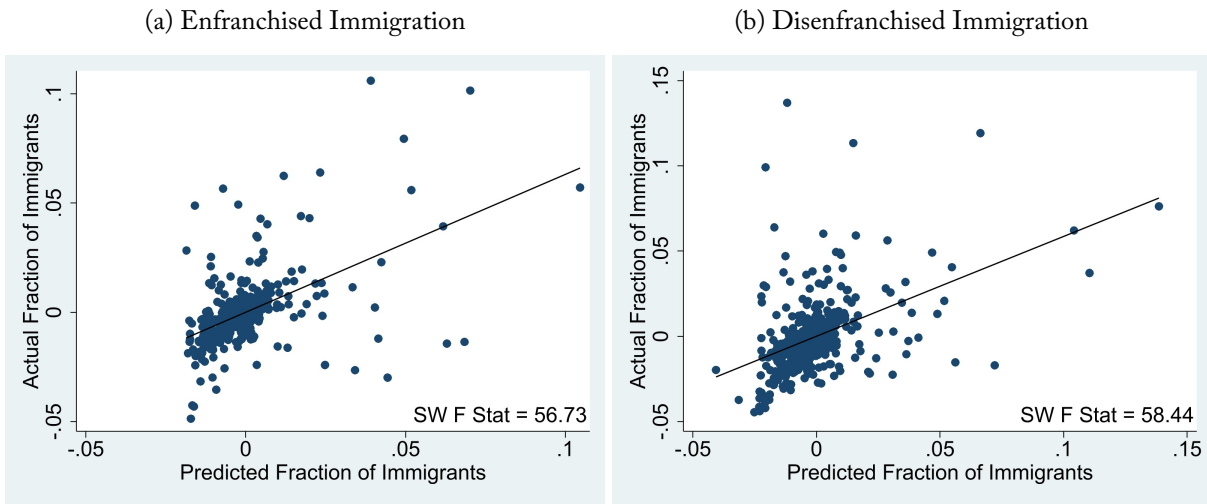 (a) Enfranchised Immigration
(b) Disenfranchised Immigration
Actual Fraction of Immigrants
.1
.05
0
-.05
SW F Stat = 56.73
-.05
0
.05
.1
Predicted Fraction of Immigrants
Actual Fraction of Immigrants
.15
.1
.05
0
-.05
SW F Stat = 58.44
-.05
0
.05
.1
.15
Predicted Fraction of Immigrants